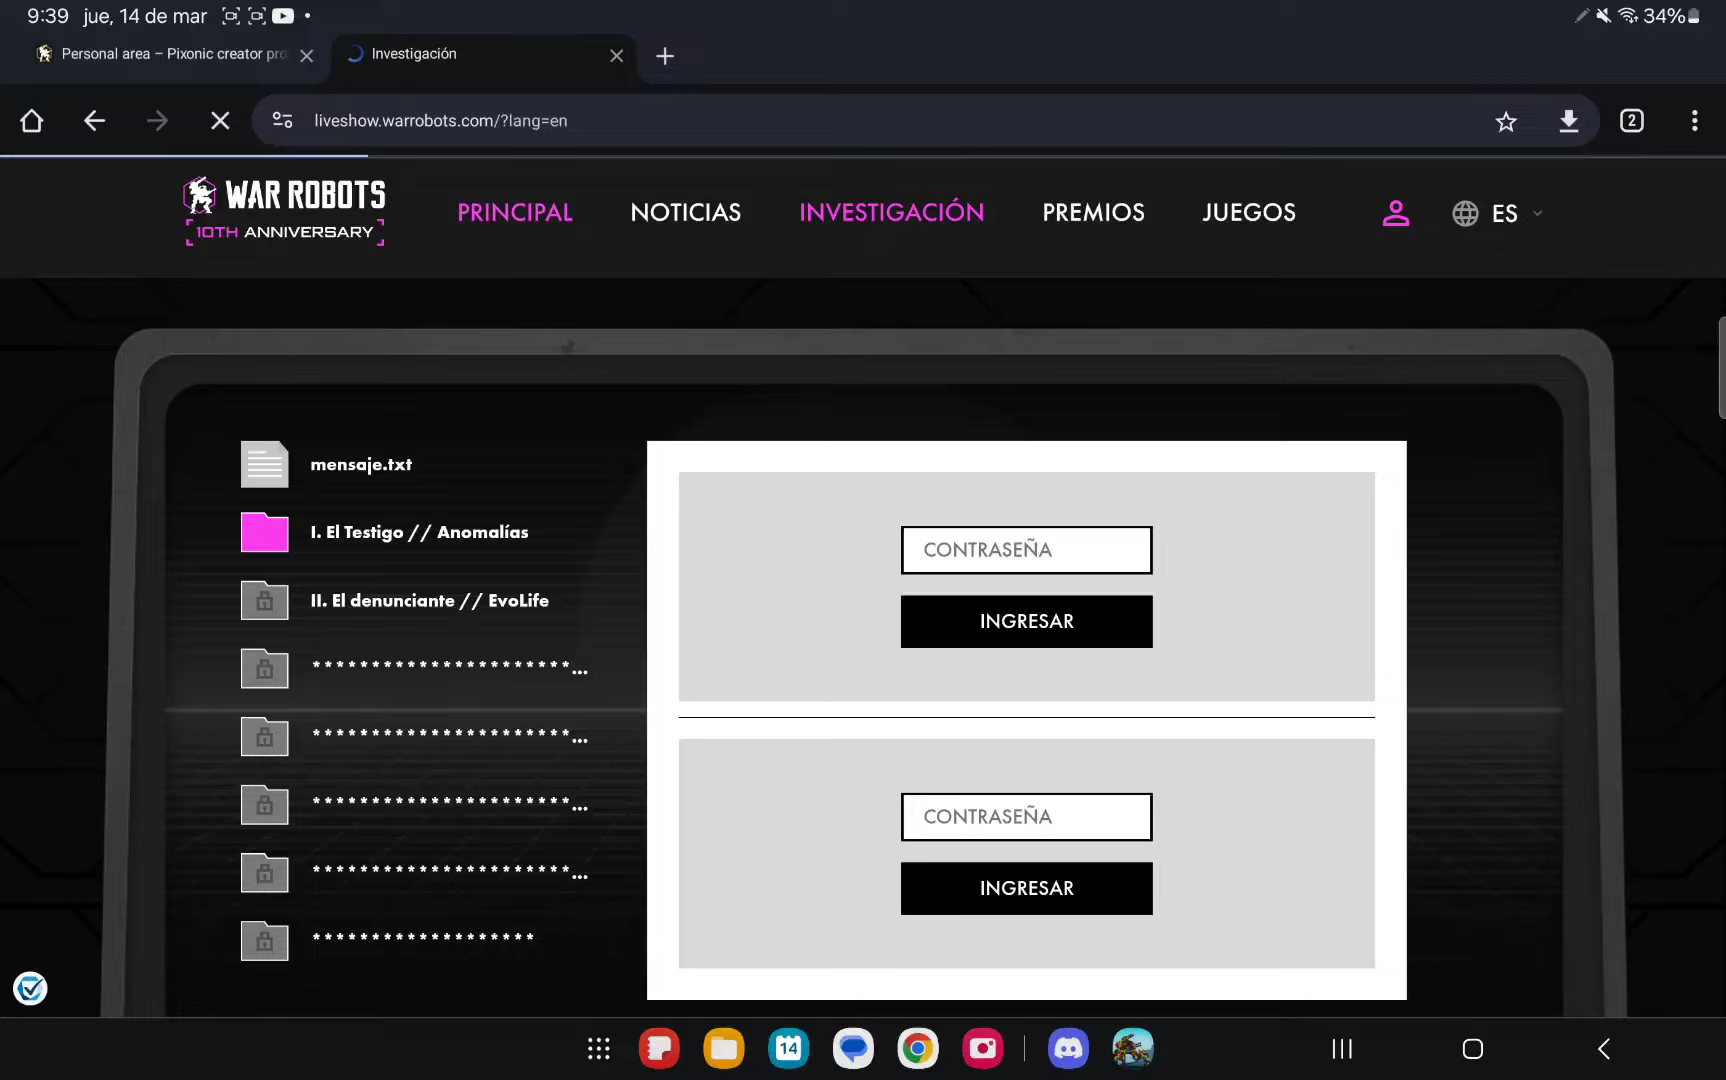 9:39 jue, 14 de mar
34%
Personal area – Pixonic creator pro
Investigación
liveshow.warrobots.com/?lang=en
2
WAR ROBOTS
10TH ANNIVERSARY
PRINCIPAL
NOTICIAS
INVESTIGACIÓN
PREMIOS
JUEGOS
ES
mensaje.txt
I. El Testigo // Anomalías
II. El denunciante // EvoLife
**********************...
**********************...
**********************...
**********************...
*******************
CONTRASEÑA
INGRESAR
CONTRASEÑA
INGRESAR
14